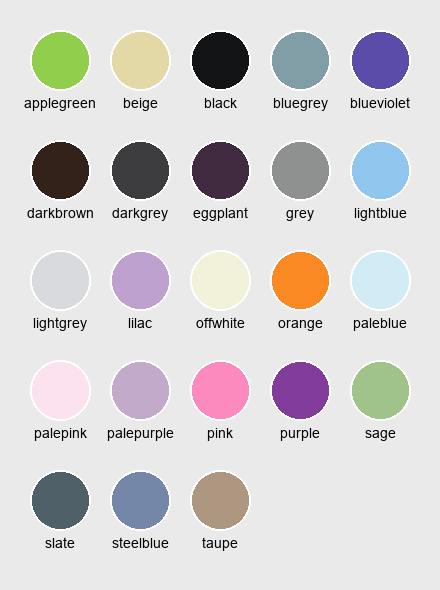 applegreen beige black bluegrey blueviolet
darkbrown darkgrey eggplant grey lightblue
lightgrey lilac offwhite orange paleblue
palepink palepurple pink purple sage
slate steelblue taupe